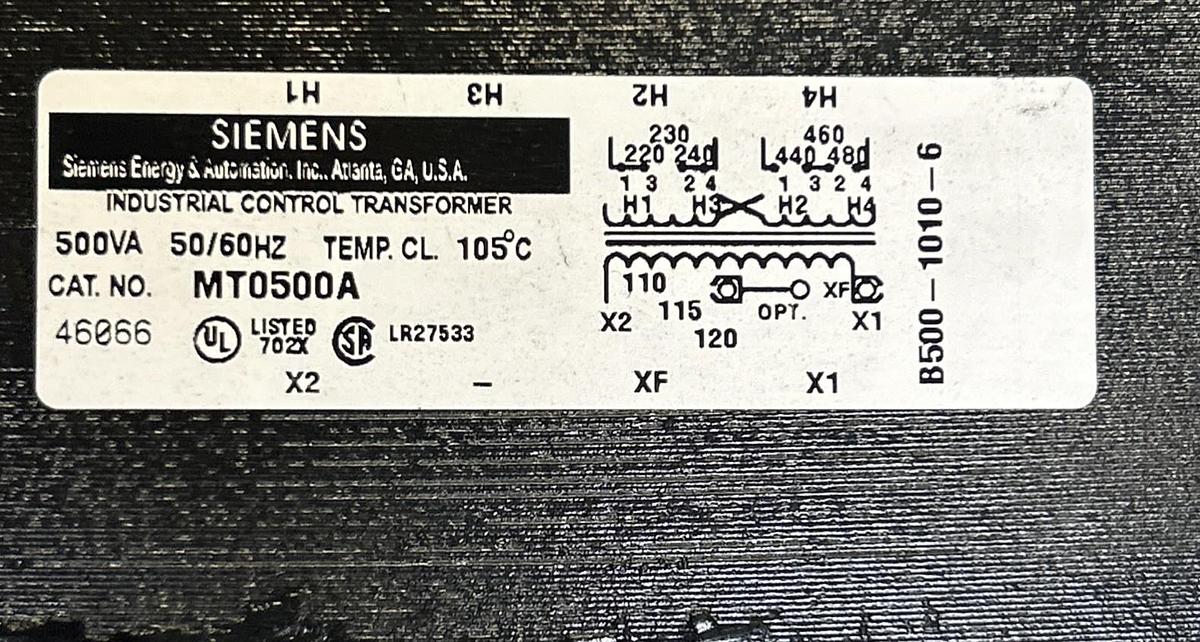 H1 H3 H2 H4
SIEMENS
Siemens Energy & Automation, Inc., Atlanta, GA, U.S.A.
INDUSTRIAL CONTROL TRANSFORMER
500VA 50/60HZ TEMP. CL. 105°C
CAT. NO. MT0500A
46066 UL LISTED 702X SA LR27533
X2 – XF X1
230 460
220 240 440 480
1 3 2 4 1 3 2 4
H1 H3 H2 H4
110 XF
115 OPT.
X2 120 X1
B500-1010-6